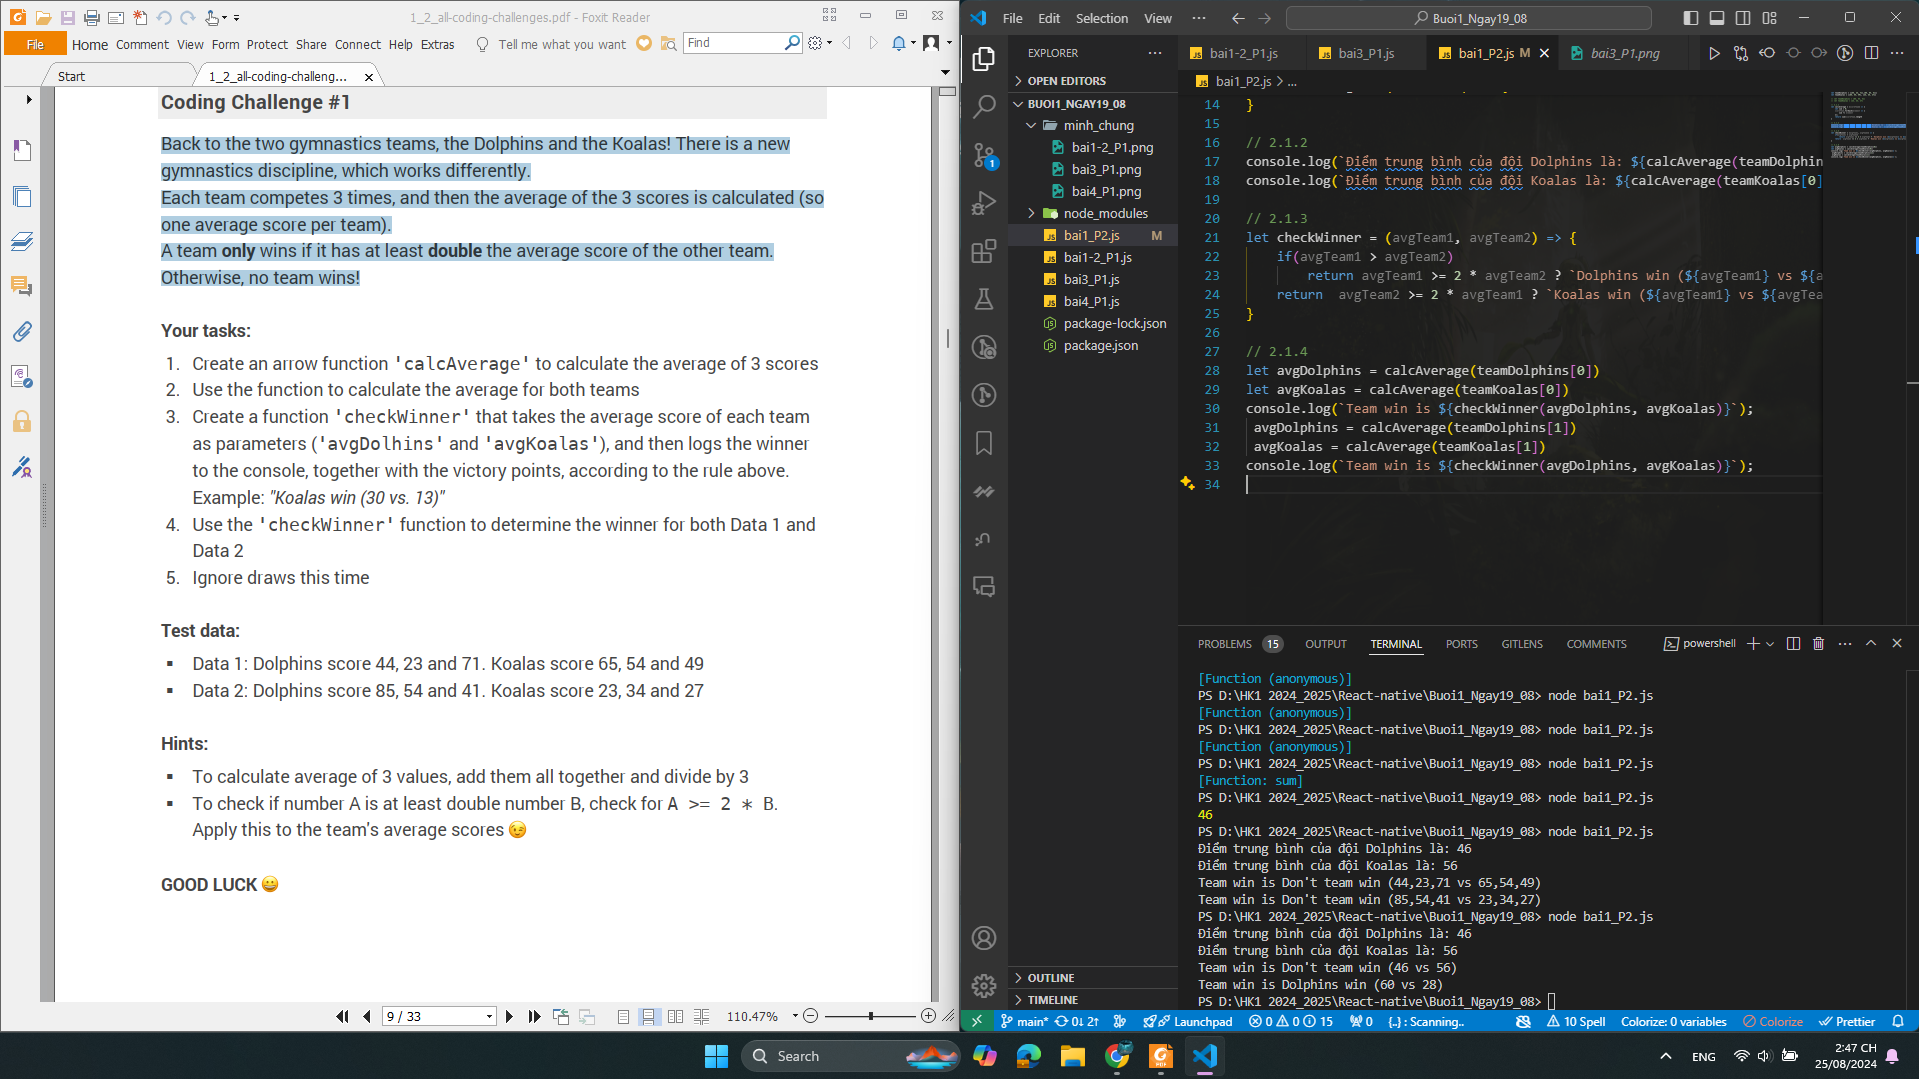 1_2_all-coding-challenges.pdf - Foxit Reader
File Home Comment View Form Protect Share Connect Help Extras Tell me what you want Find
Start 1_2_all-coding-challeng...
Coding Challenge #1
Back to the two gymnastics teams, the Dolphins and the Koalas! There is a new
gymnastics discipline, which works differently.
Each team competes 3 times, and then the average of the 3 scores is calculated (so
one average score per team).
A team only wins if it has at least double the average score of the other team.
Otherwise, no team wins!
Your tasks:
1. Create an arrow function 'calcAverage' to calculate the average of 3 scores
2. Use the function to calculate the average for both teams
3. Create a function 'checkWinner' that takes the average score of each team
as parameters ('avgDolhins' and 'avgKoalas'), and then logs the winner
to the console, together with the victory points, according to the rule above.
Example: "Koalas win (30 vs. 13)"
4. Use the 'checkWinner' function to determine the winner for both Data 1 and
Data 2
5. Ignore draws this time
Test data:
▪ Data 1: Dolphins score 44, 23 and 71. Koalas score 65, 54 and 49
▪ Data 2: Dolphins score 85, 54 and 41. Koalas score 23, 34 and 27
Hints:
▪ To calculate average of 3 values, add them all together and divide by 3
▪ To check if number A is at least double number B, check for A >= 2 * B.
Apply this to the team's average scores 😉
GOOD LUCK 😀
9 / 33 110.47%
File Edit Selection View ··· Buoi1_Ngay19_08
EXPLORER ···
OPEN EDITORS
BUOI1_NGAY19_08
minh_chung
bai1-2_P1.png
bai3_P1.png
bai4_P1.png
node_modules
bai1_P2.js M
bai1-2_P1.js
bai3_P1.js
bai4_P1.js
package-lock.json
package.json
OUTLINE
TIMELINE
1
bai1-2_P1.js bai3_P1.js bai1_P2.js M bai3_P1.png
bai1_P2.js > ...
14 }
15
16 // 2.1.2
17 console.log(`Điểm trung bình của đội Dolphins là: ${calcAverage(teamDolphin
18 console.log(`Điểm trung bình của đội Koalas là: ${calcAverage(teamKoalas[0]
19
20 // 2.1.3
21 let checkWinner = (avgTeam1, avgTeam2) => {
22 if(avgTeam1 > avgTeam2)
23 return avgTeam1 >= 2 * avgTeam2 ? `Dolphins win (${avgTeam1} vs ${a
24 return  avgTeam2 >= 2 * avgTeam1 ? `Koalas win (${avgTeam1} vs ${avgTea
25 }
26
27 // 2.1.4
28 let avgDolphins = calcAverage(teamDolphins[0])
29 let avgKoalas = calcAverage(teamKoalas[0])
30 console.log(`Team win is ${checkWinner(avgDolphins, avgKoalas)}`);
31 avgDolphins = calcAverage(teamDolphins[1])
32 avgKoalas = calcAverage(teamKoalas[1])
33 console.log(`Team win is ${checkWinner(avgDolphins, avgKoalas)}`);
34
PROBLEMS 15 OUTPUT TERMINAL PORTS GITLENS COMMENTS powershell
[Function (anonymous)]
PS D:\HK1 2024_2025\React-native\Buoi1_Ngay19_08> node bai1_P2.js
[Function (anonymous)]
PS D:\HK1 2024_2025\React-native\Buoi1_Ngay19_08> node bai1_P2.js
[Function (anonymous)]
PS D:\HK1 2024_2025\React-native\Buoi1_Ngay19_08> node bai1_P2.js
[Function: sum]
PS D:\HK1 2024_2025\React-native\Buoi1_Ngay19_08> node bai1_P2.js
46
PS D:\HK1 2024_2025\React-native\Buoi1_Ngay19_08> node bai1_P2.js
Điểm trung bình của đội Dolphins là: 46
Điểm trung bình của đội Koalas là: 56
Team win is Don't team win (44,23,71 vs 65,54,49)
Team win is Don't team win (85,54,41 vs 23,34,27)
PS D:\HK1 2024_2025\React-native\Buoi1_Ngay19_08> node bai1_P2.js
Điểm trung bình của đội Dolphins là: 46
Điểm trung bình của đội Koalas là: 56
Team win is Don't team win (46 vs 56)
Team win is Dolphins win (60 vs 28)
PS D:\HK1 2024_2025\React-native\Buoi1_Ngay19_08>
main* 0↓ 2↑ Launchpad 0 0 15 0 {..} : Scanning.. 10 Spell Colorize: 0 variables Colorize Prettier
Search ENG 2:47 CH
25/08/2024